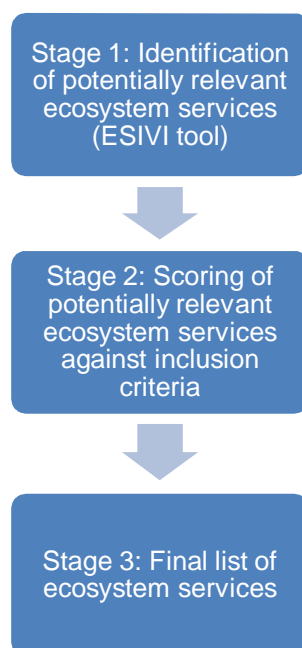 Stage 1: Identification
of potentially relevant
ecosystem services
(ESIVI tool)
Stage 2: Scoring of
potentially relevant
ecosystem services
against inclusion
criteria
Stage 3: Final list of
ecosystem services